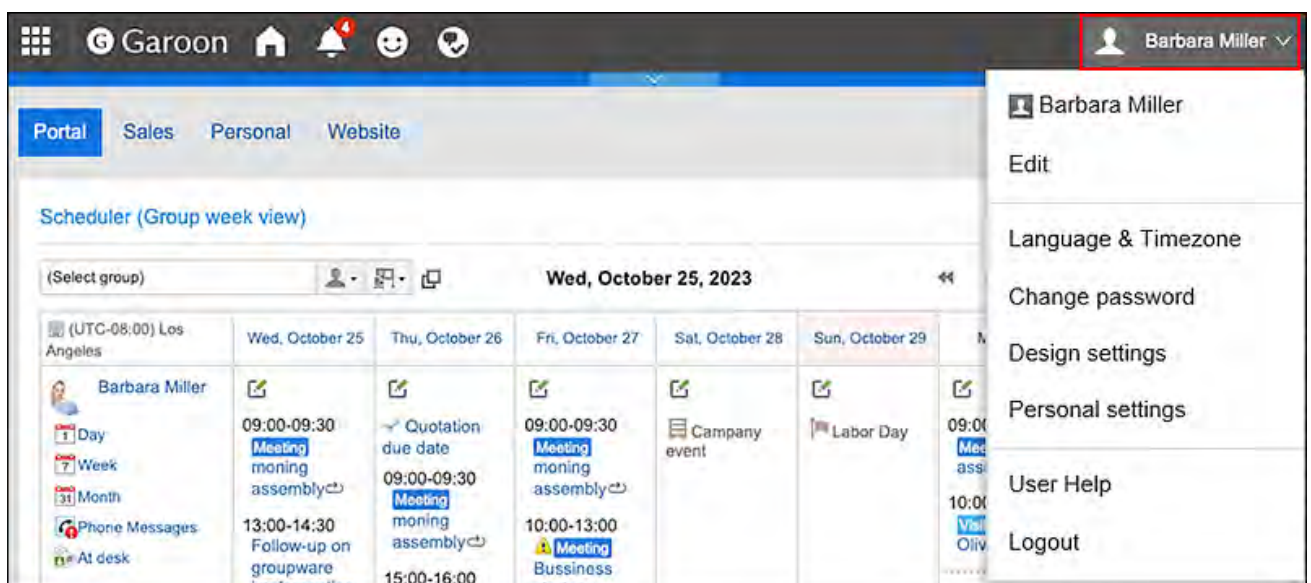 Garoon 4 Barbara Miller
Portal Sales Personal Website
Scheduler (Group week view)
(Select group) Wed, October 25, 2023
(UTC-08:00) Los
Angeles
Wed, October 25
Thu, October 26
Fri, October 27
Sat, October 28
Sun, October 29
Barbara Miller
1 Day
7 Week
31 Month
Phone Messages
At desk
09:00-09:30
Meeting
moning
assembly
13:00-14:30
Follow-up on
groupware
Quotation
due date
09:00-09:30
Meeting
moning
assembly
15:00-16:00
09:00-09:30
Meeting
moning
assembly
10:00-13:00
Meeting
Bussiness
Campany
event
Labor Day
Barbara Miller
Edit
Language & Timezone
Change password
Design settings
Personal settings
User Help
Logout